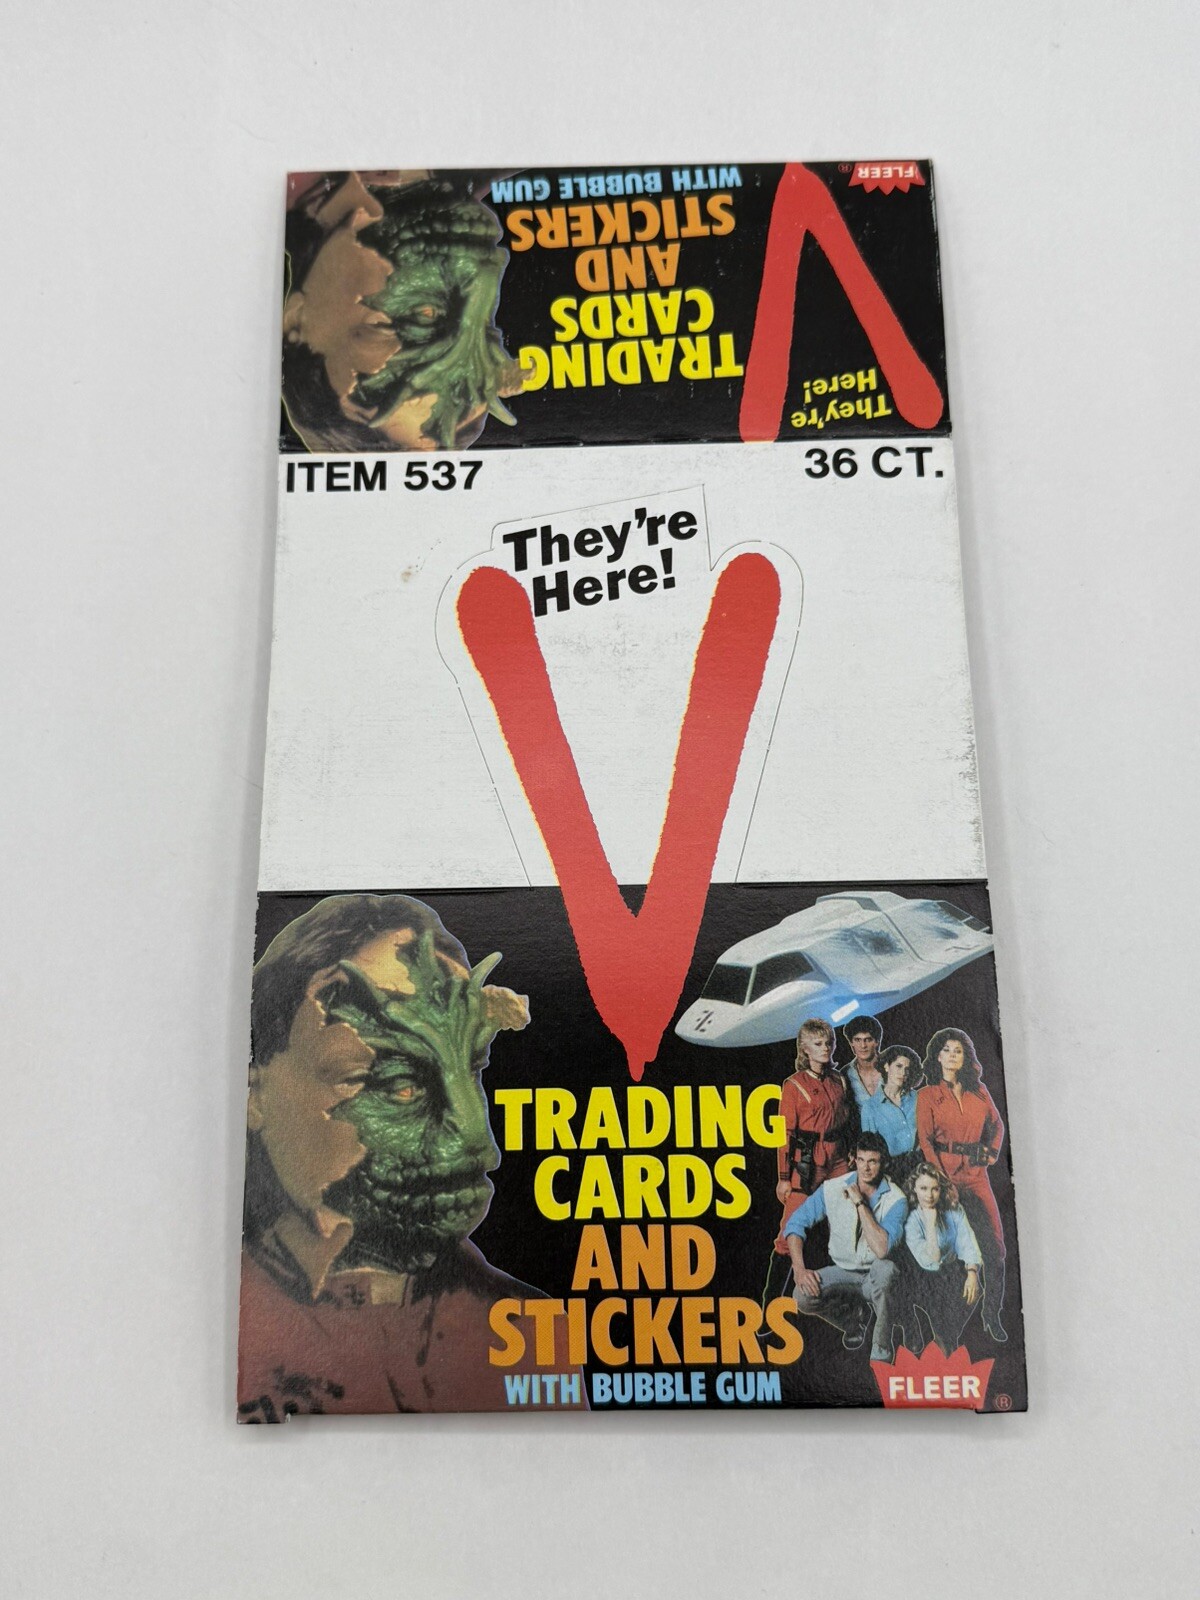 FLEER
®
They're
Here!
V
TRADING
CARDS
AND
STICKERS
WITH BUBBLE GUM
ITEM 537
36 CT.
They're
Here!
V
TRADING
CARDS
AND
STICKERS
WITH BUBBLE GUM
FLEER
®